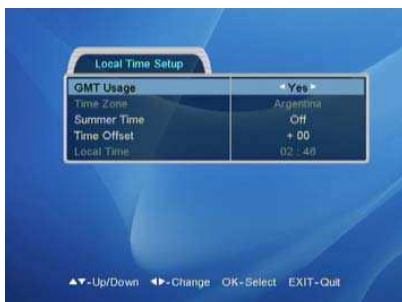 Local Time Setup
GMT Usage ◄Yes►
Time Zone Argentina
Summer Time Off
Time Offset + 00
Local Time 02 : 48
▲▼-Up/Down ◄►-Change OK-Select EXIT-Quit